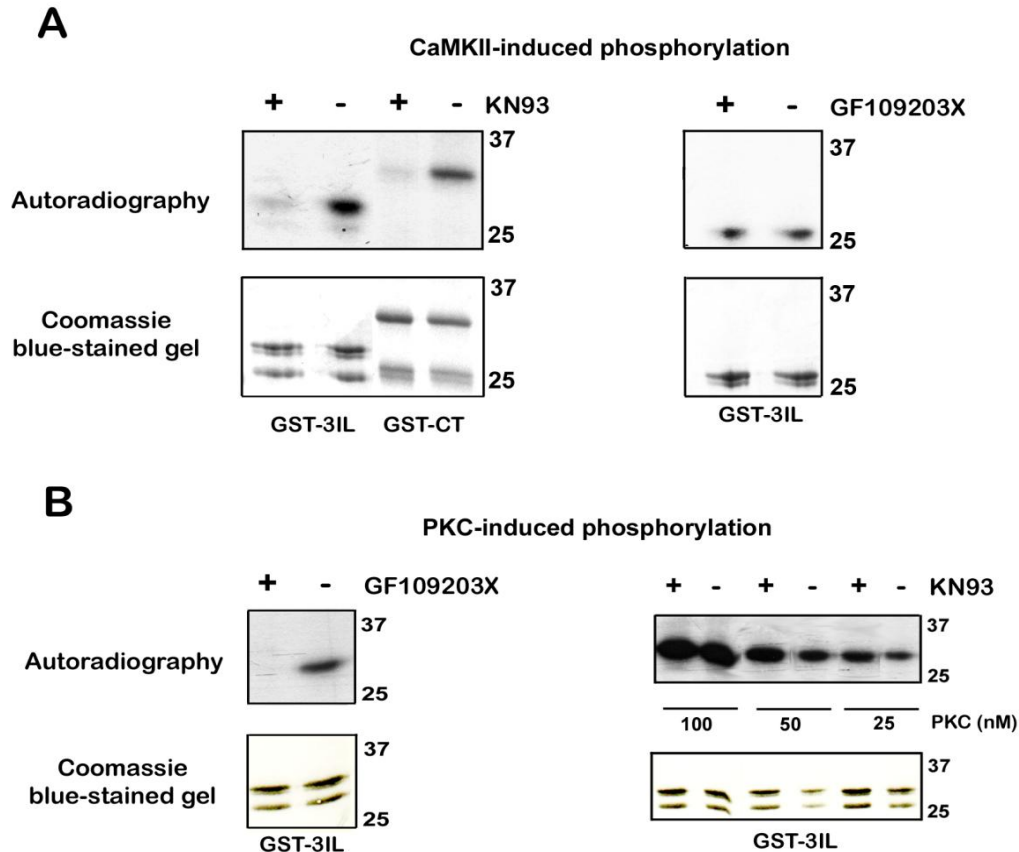 A
CaMKII-induced phosphorylation
+ - + - KN93
+ - GF109203X
Autoradiography
37
25
37
25
Coomassie
blue-stained gel
37
25
37
25
GST-3IL GST-CT
GST-3IL
B
PKC-induced phosphorylation
+ - GF109203X
+ - + - + - KN93
Autoradiography
37
25
37
25
100 50 25 PKC (nM)
Coomassie
blue-stained gel
37
25
37
25
GST-3IL
GST-3IL